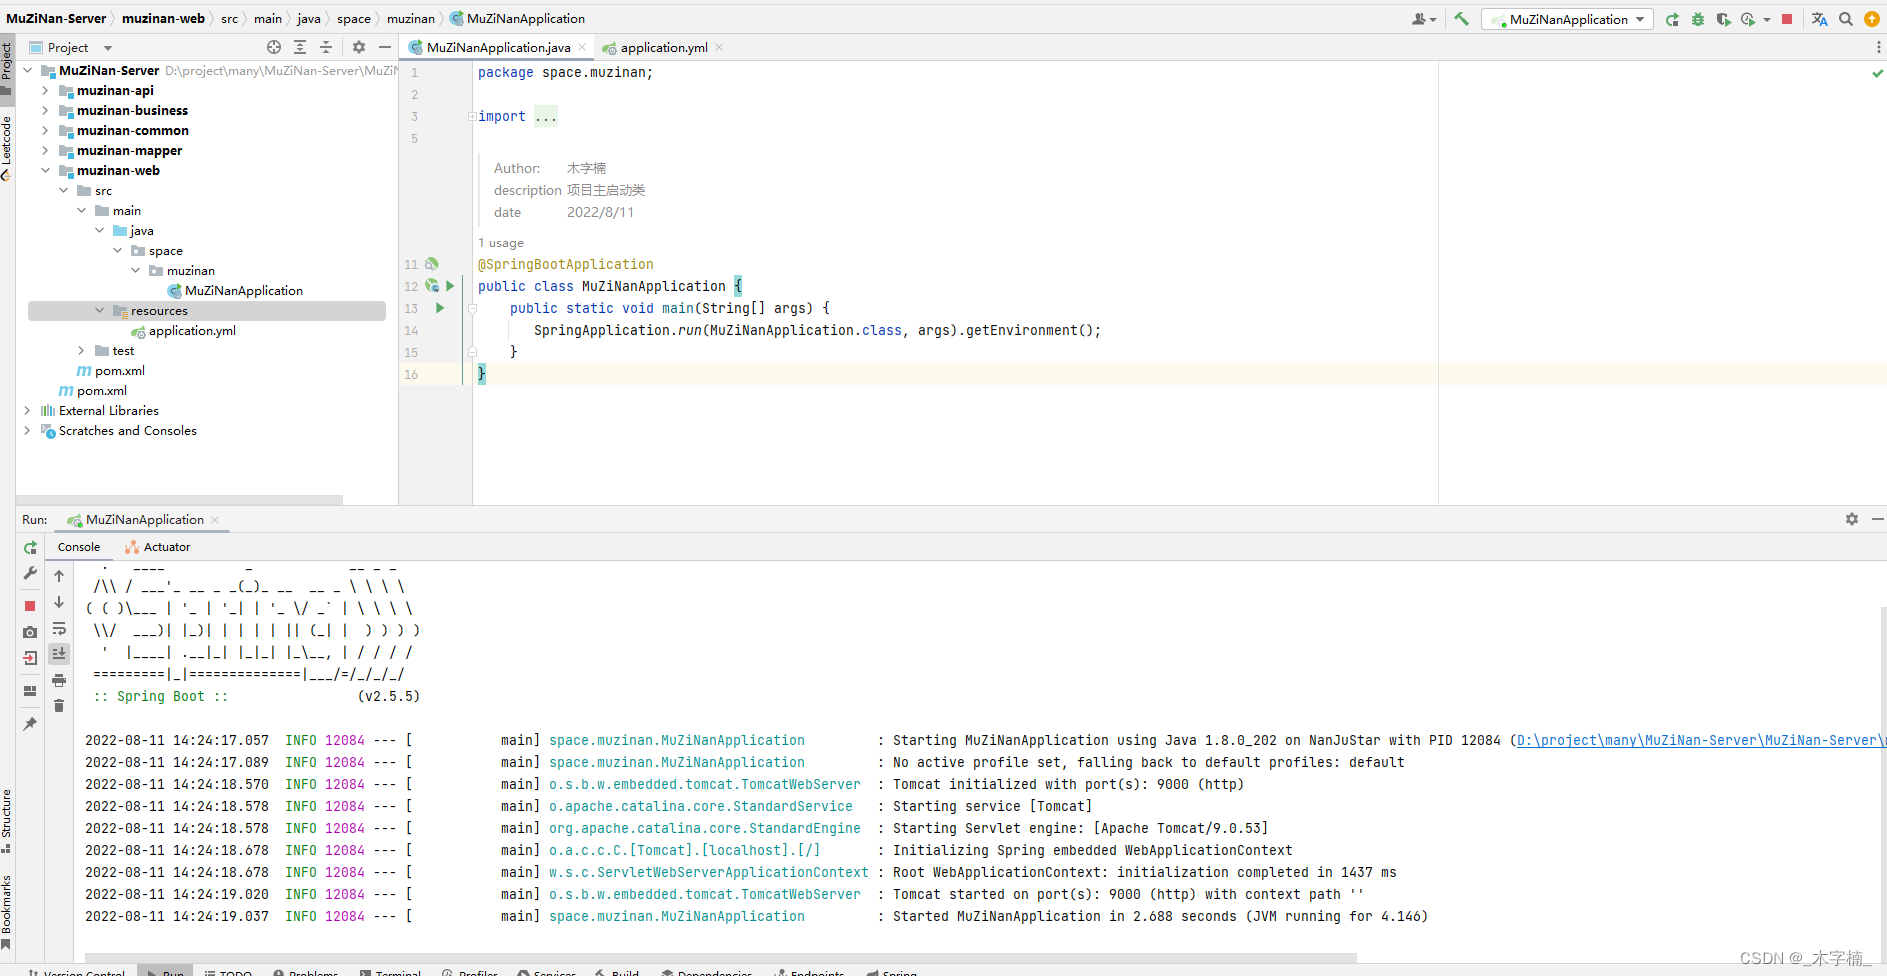 MuZiNan-Server
muzinan-web
src
main
java
space
muzinan
MuZiNanApplication
MuZiNanApplication
Project
Project
Leetcode
Structure
Bookmarks
MuZiNan-Server D:\project\many\MuZiNan-Server\MuZiN
muzinan-api
muzinan-business
muzinan-common
muzinan-mapper
muzinan-web
src
main
java
space
muzinan
MuZiNanApplication
resources
application.yml
test
pom.xml
pom.xml
External Libraries
Scratches and Consoles
MuZiNanApplication.java
application.yml
1 package space.muzinan;
2
3 import ...
5
Author: 木字楠
description 项目主启动类
date 2022/8/11
1 usage
11 @SpringBootApplication
12 public class MuZiNanApplication {
13 public static void main(String[] args) {
14 SpringApplication.run(MuZiNanApplication.class, args).getEnvironment();
15 }
16 }
Run: MuZiNanApplication
Console
Actuator
  .   ____          _            __ _ _
 /\\ / ___'_ __ _ _(_)_ __  __ _ \ \ \ \
( ( )\___ | '_ | '_| | '_ \/ _` | \ \ \ \
 \\/  ___)| |_)| | | | | || (_| |  ) ) ) )
  '  |____| .__|_| |_|_| |_\__, | / / / /
 =========|_|==============|___/=/_/_/_/
 :: Spring Boot ::                (v2.5.5)
2022-08-11 14:24:17.057  INFO 12084 --- [           main] space.muzinan.MuZiNanApplication         : Starting MuZiNanApplication using Java 1.8.0_202 on NanJuStar with PID 12084 (D:\project\many\MuZiNan-Server\MuZiNan-Server\
2022-08-11 14:24:17.089  INFO 12084 --- [           main] space.muzinan.MuZiNanApplication         : No active profile set, falling back to default profiles: default
2022-08-11 14:24:18.570  INFO 12084 --- [           main] o.s.b.w.embedded.tomcat.TomcatWebServer  : Tomcat initialized with port(s): 9000 (http)
2022-08-11 14:24:18.578  INFO 12084 --- [           main] o.apache.catalina.core.StandardService   : Starting service [Tomcat]
2022-08-11 14:24:18.578  INFO 12084 --- [           main] org.apache.catalina.core.StandardEngine  : Starting Servlet engine: [Apache Tomcat/9.0.53]
2022-08-11 14:24:18.678  INFO 12084 --- [           main] o.a.c.c.C.[Tomcat].[localhost].[/]       : Initializing Spring embedded WebApplicationContext
2022-08-11 14:24:18.678  INFO 12084 --- [           main] w.s.c.ServletWebServerApplicationContext : Root WebApplicationContext: initialization completed in 1437 ms
2022-08-11 14:24:19.020  INFO 12084 --- [           main] o.s.b.w.embedded.tomcat.TomcatWebServer  : Tomcat started on port(s): 9000 (http) with context path ''
2022-08-11 14:24:19.037  INFO 12084 --- [           main] space.muzinan.MuZiNanApplication         : Started MuZiNanApplication in 2.688 seconds (JVM running for 4.146)
Version Control
Run
TODO
Problems
Terminal
Profiler
Services
Build
Dependencies
Endpoints
Spring
CSDN @_木字楠_